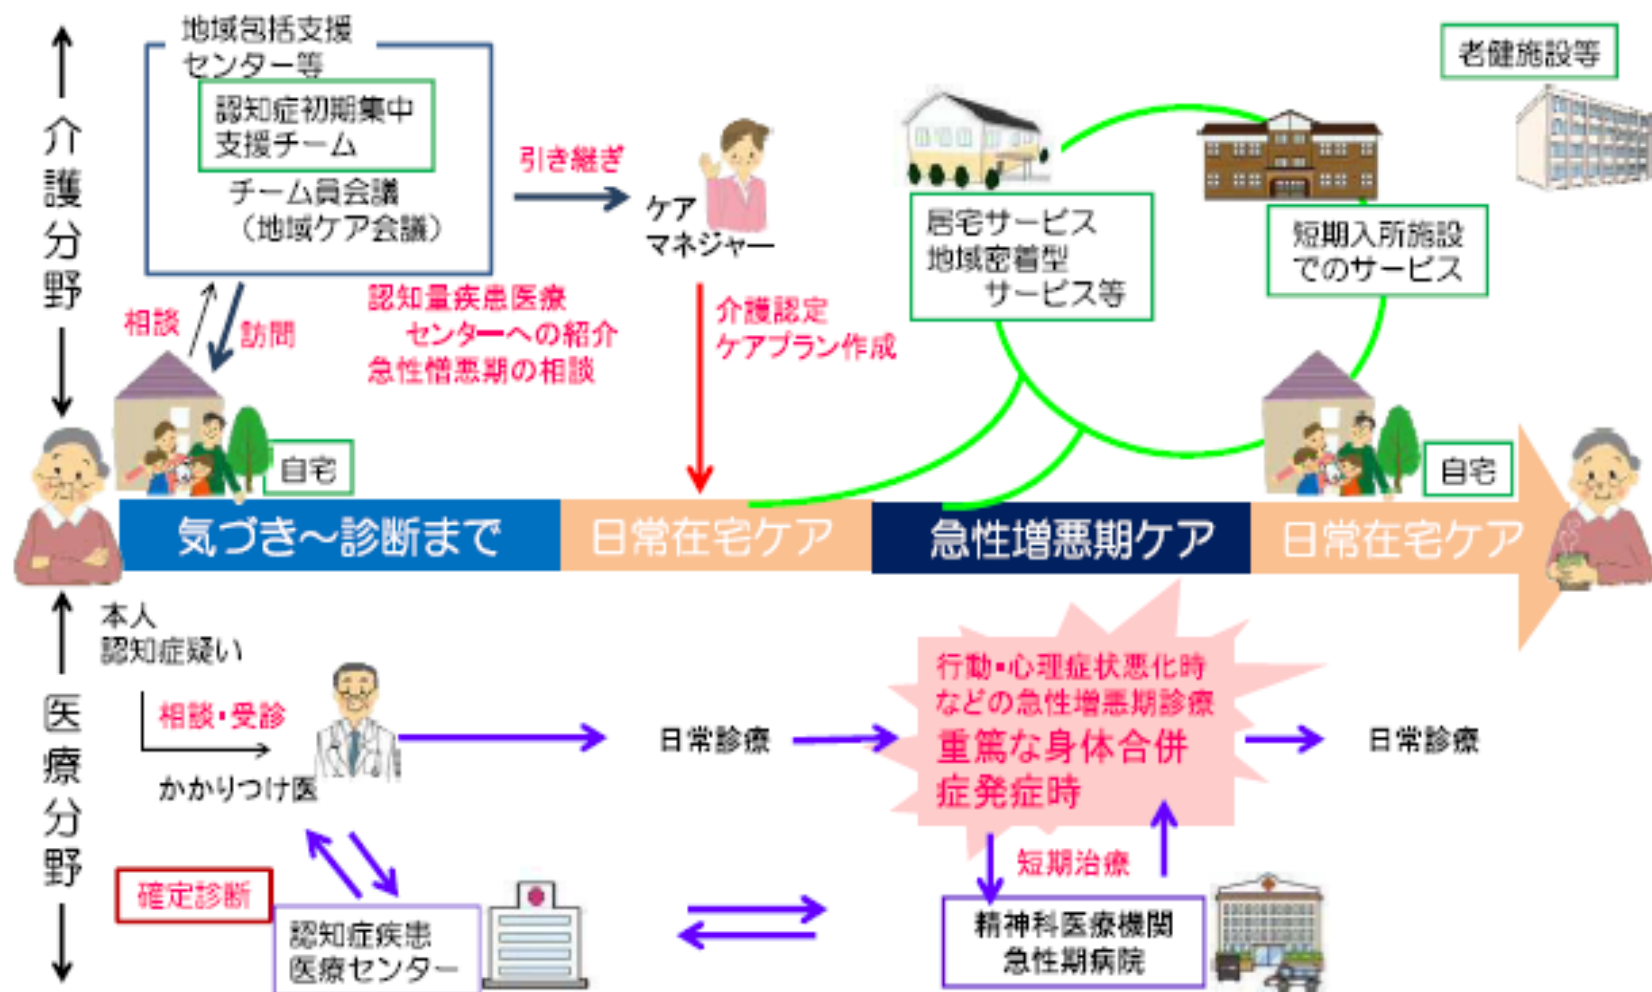 地域包括支援
センター等
認知症初期集中
支援チーム
チーム員会議
（地域ケア会議）
引き継ぎ
ケア
マネジャー
老健施設等
居宅サービス
地域密着型
サービス等
短期入所施設
でのサービス
介護分野
相談
訪問
認知量疾患医療
センターへの紹介
急性憎悪期の相談
介護認定
ケアプラン作成
自宅
自宅
気づき～診断まで
日常在宅ケア
急性増悪期ケア
日常在宅ケア
本人
認知症疑い
医療分野
相談・受診
かかりつけ医
日常診療
行動・心理症状悪化時
などの急性増悪期診療
重篤な身体合併
症発症時
日常診療
短期治療
確定診断
認知症疾患
医療センター
精神科医療機関
急性期病院